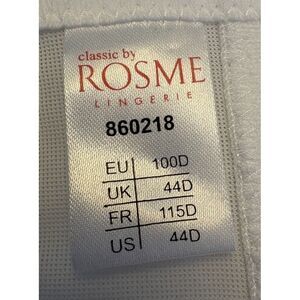 classic by
ROSME
LINGERIE
860218
EU 100D
UK 44D
FR 115D
US 44D